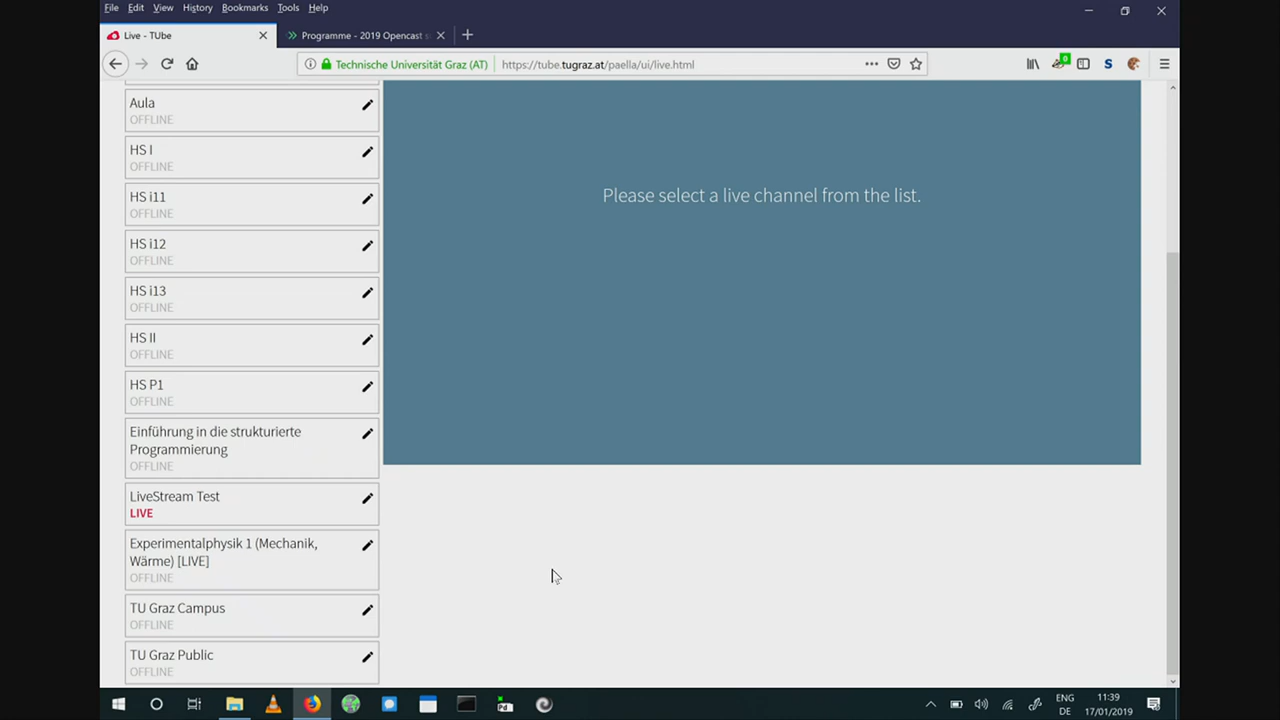 File Edit View History Bookmarks Tools Help
Live - TUbe
Programme - 2019 Opencast
Technische Universität Graz (AT) https://tube.tugraz.at/paella/ui/live.html
S
0
Aula
OFFLINE
HS I
OFFLINE
HS i11
OFFLINE
HS i12
OFFLINE
HS i13
OFFLINE
HS II
OFFLINE
HS P1
OFFLINE
Einführung in die strukturierte
Programmierung
OFFLINE
LiveStream Test
LIVE
Experimentalphysik 1 (Mechanik,
Wärme) [LIVE]
OFFLINE
TU Graz Campus
OFFLINE
TU Graz Public
OFFLINE
Please select a live channel from the list.
Pd
ENG
DE
11:39
17/01/2019